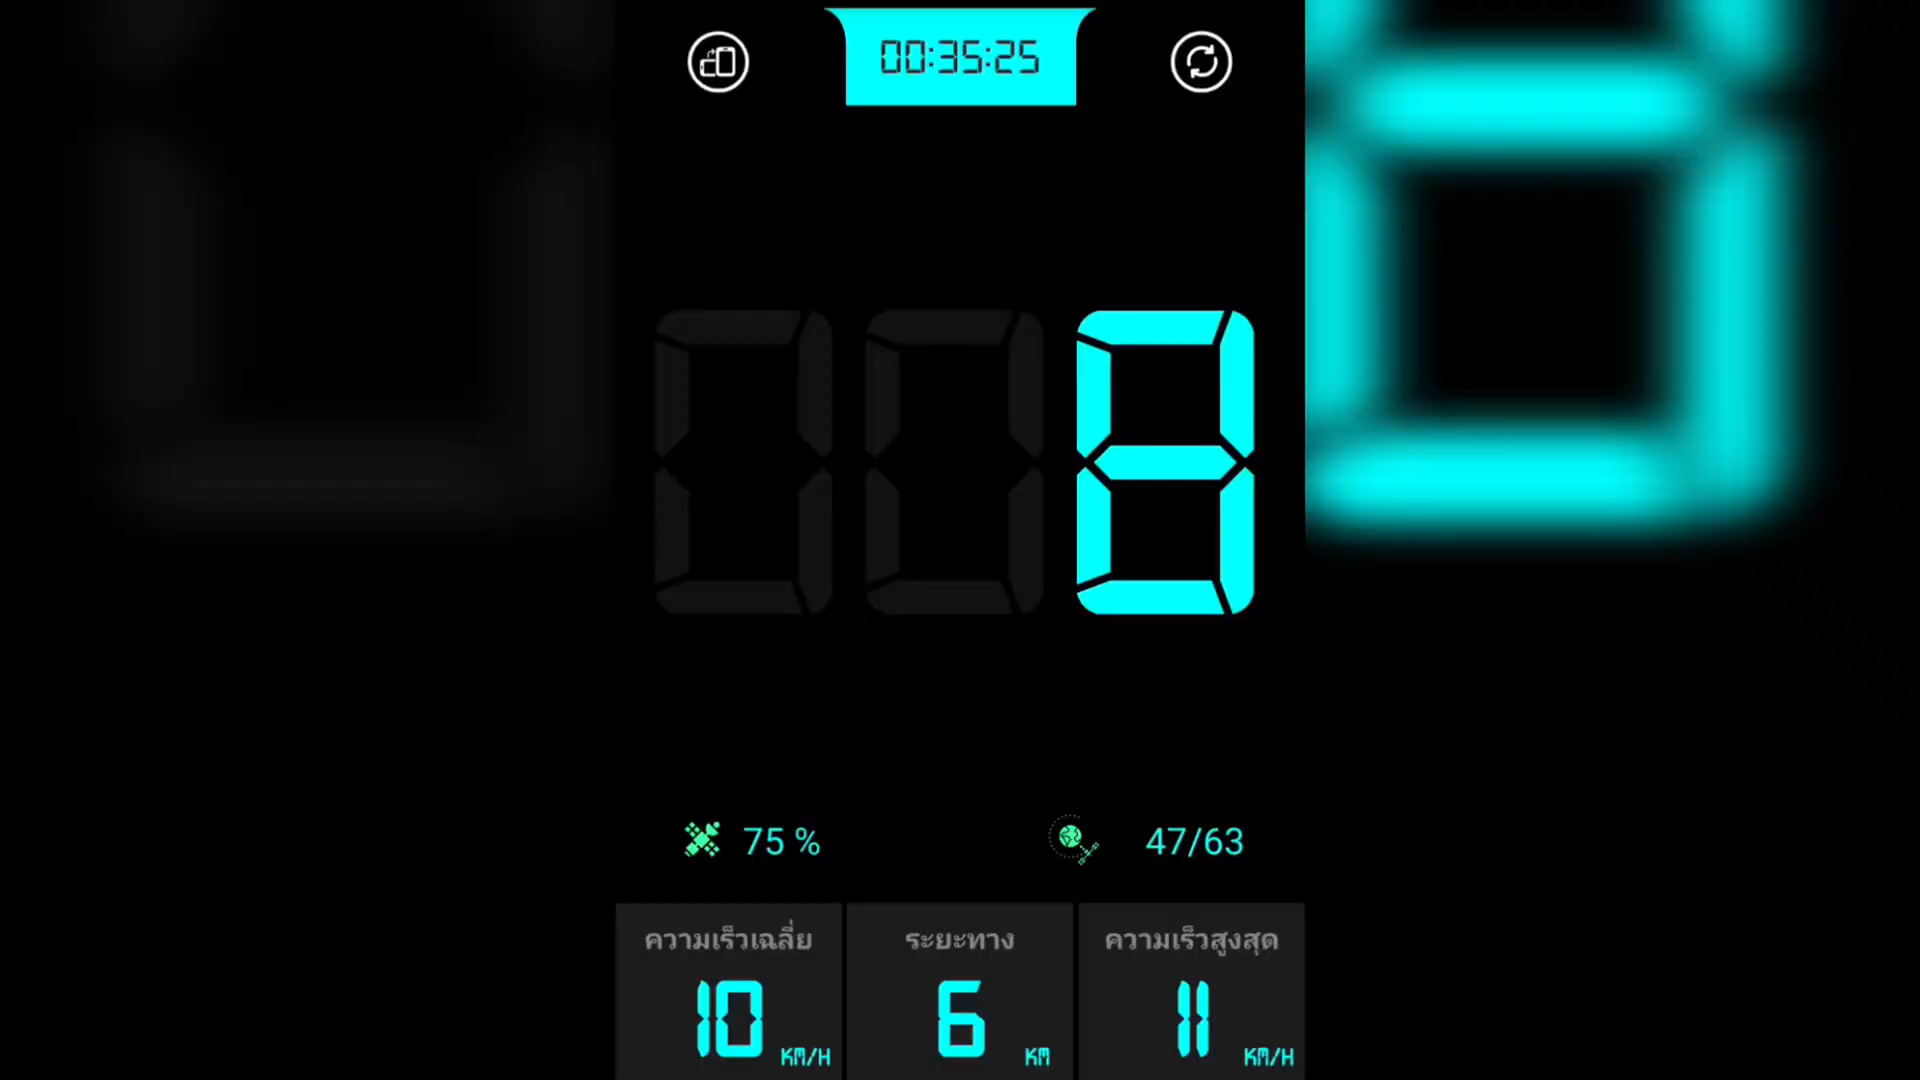 00:35:25
8
75 %
47/63
ความเร็วเฉลี่ย
10 KM/H
ระยะทาง
6 KM
ความเร็วสูงสุด
11 KM/H